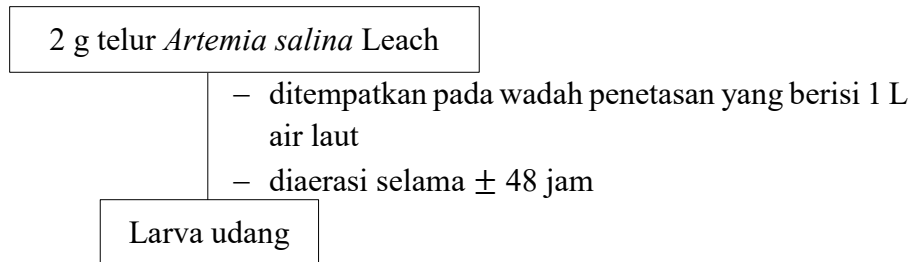 2 g telur Artemia salina Leach
– ditempatkan pada wadah penetasan yang berisi 1 L
air laut
– diaerasi selama ± 48 jam
Larva udang